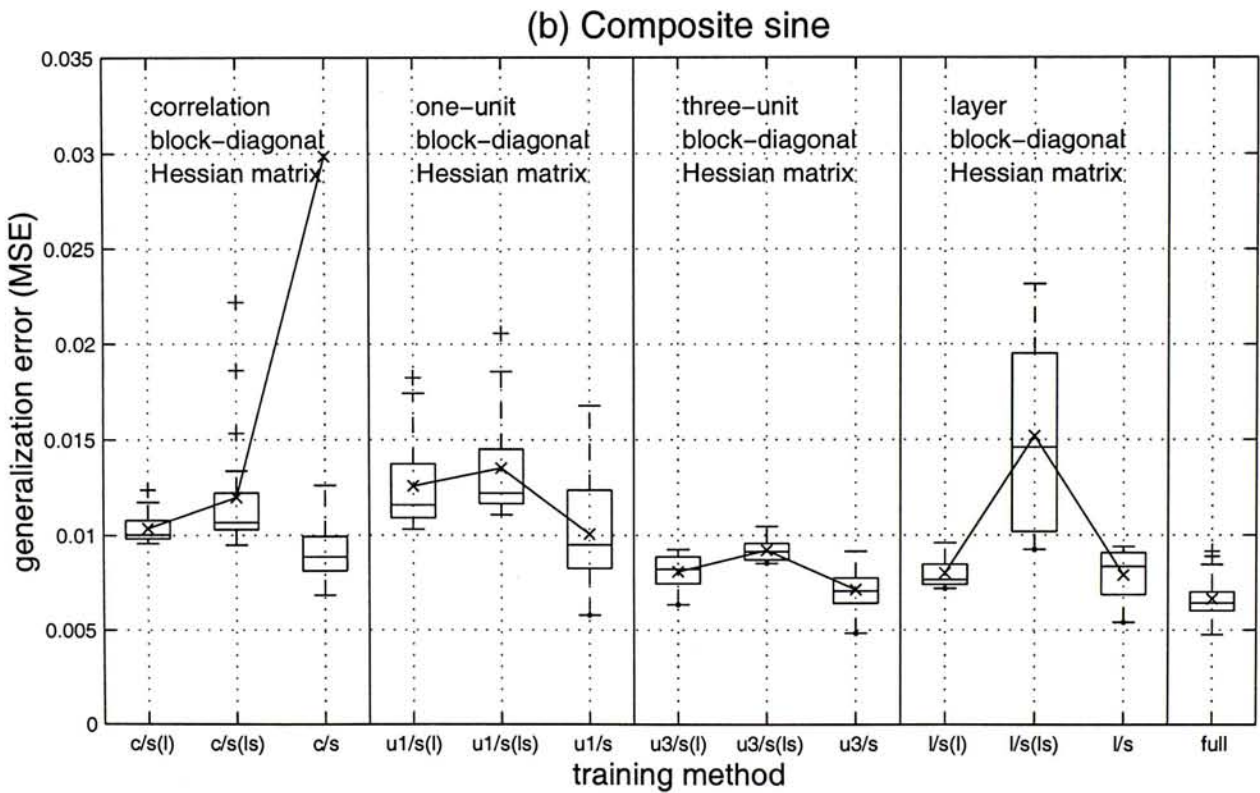 (b) Composite sine
generalization error (MSE)
0.035
0.03
0.025
0.02
0.015
0.01
0.005
0
correlation
block−diagonal
Hessian matrix
one−unit
block−diagonal
Hessian matrix
three−unit
block−diagonal
Hessian matrix
layer
block−diagonal
Hessian matrix
c/s(l) c/s(ls) c/s u1/s(l) u1/s(ls) u1/s u3/s(l) u3/s(ls) u3/s l/s(l) l/s(ls) l/s full
training method